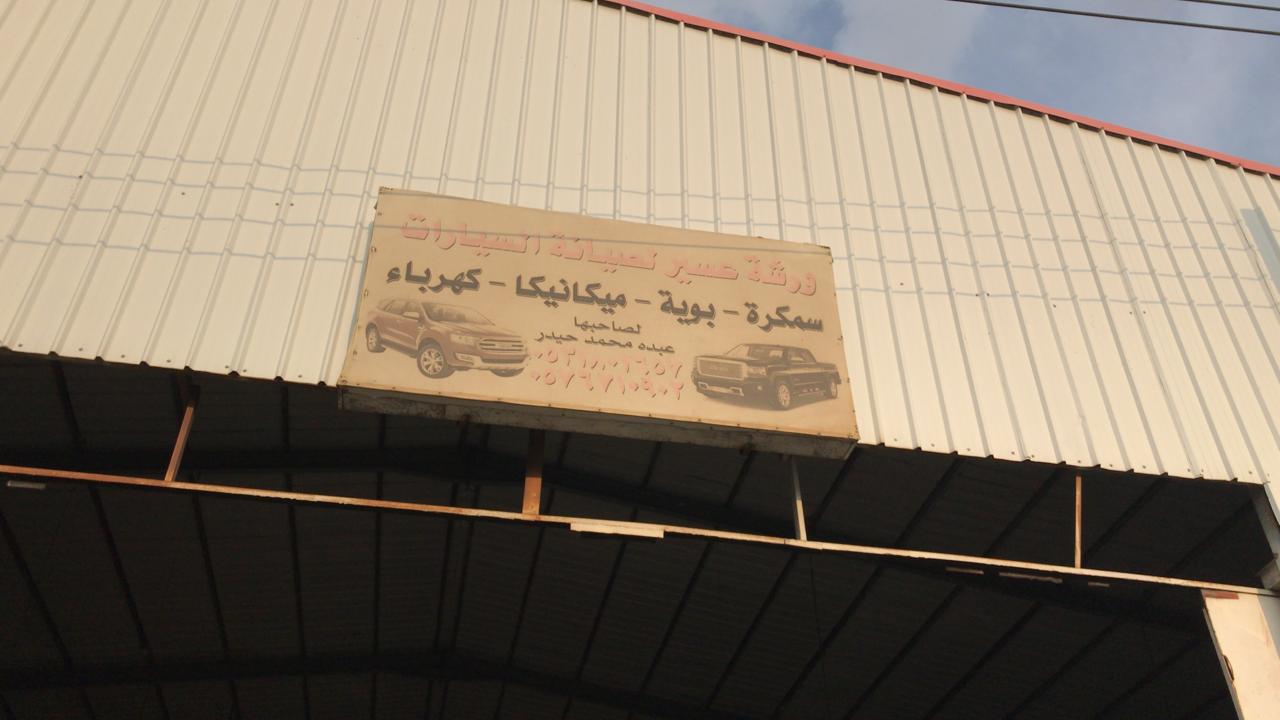 ورشة عسير لصيانة السيارات
سمكرة - بوية - ميكانيكا - كهرباء
لصاحبها
عبده محمد حيدر